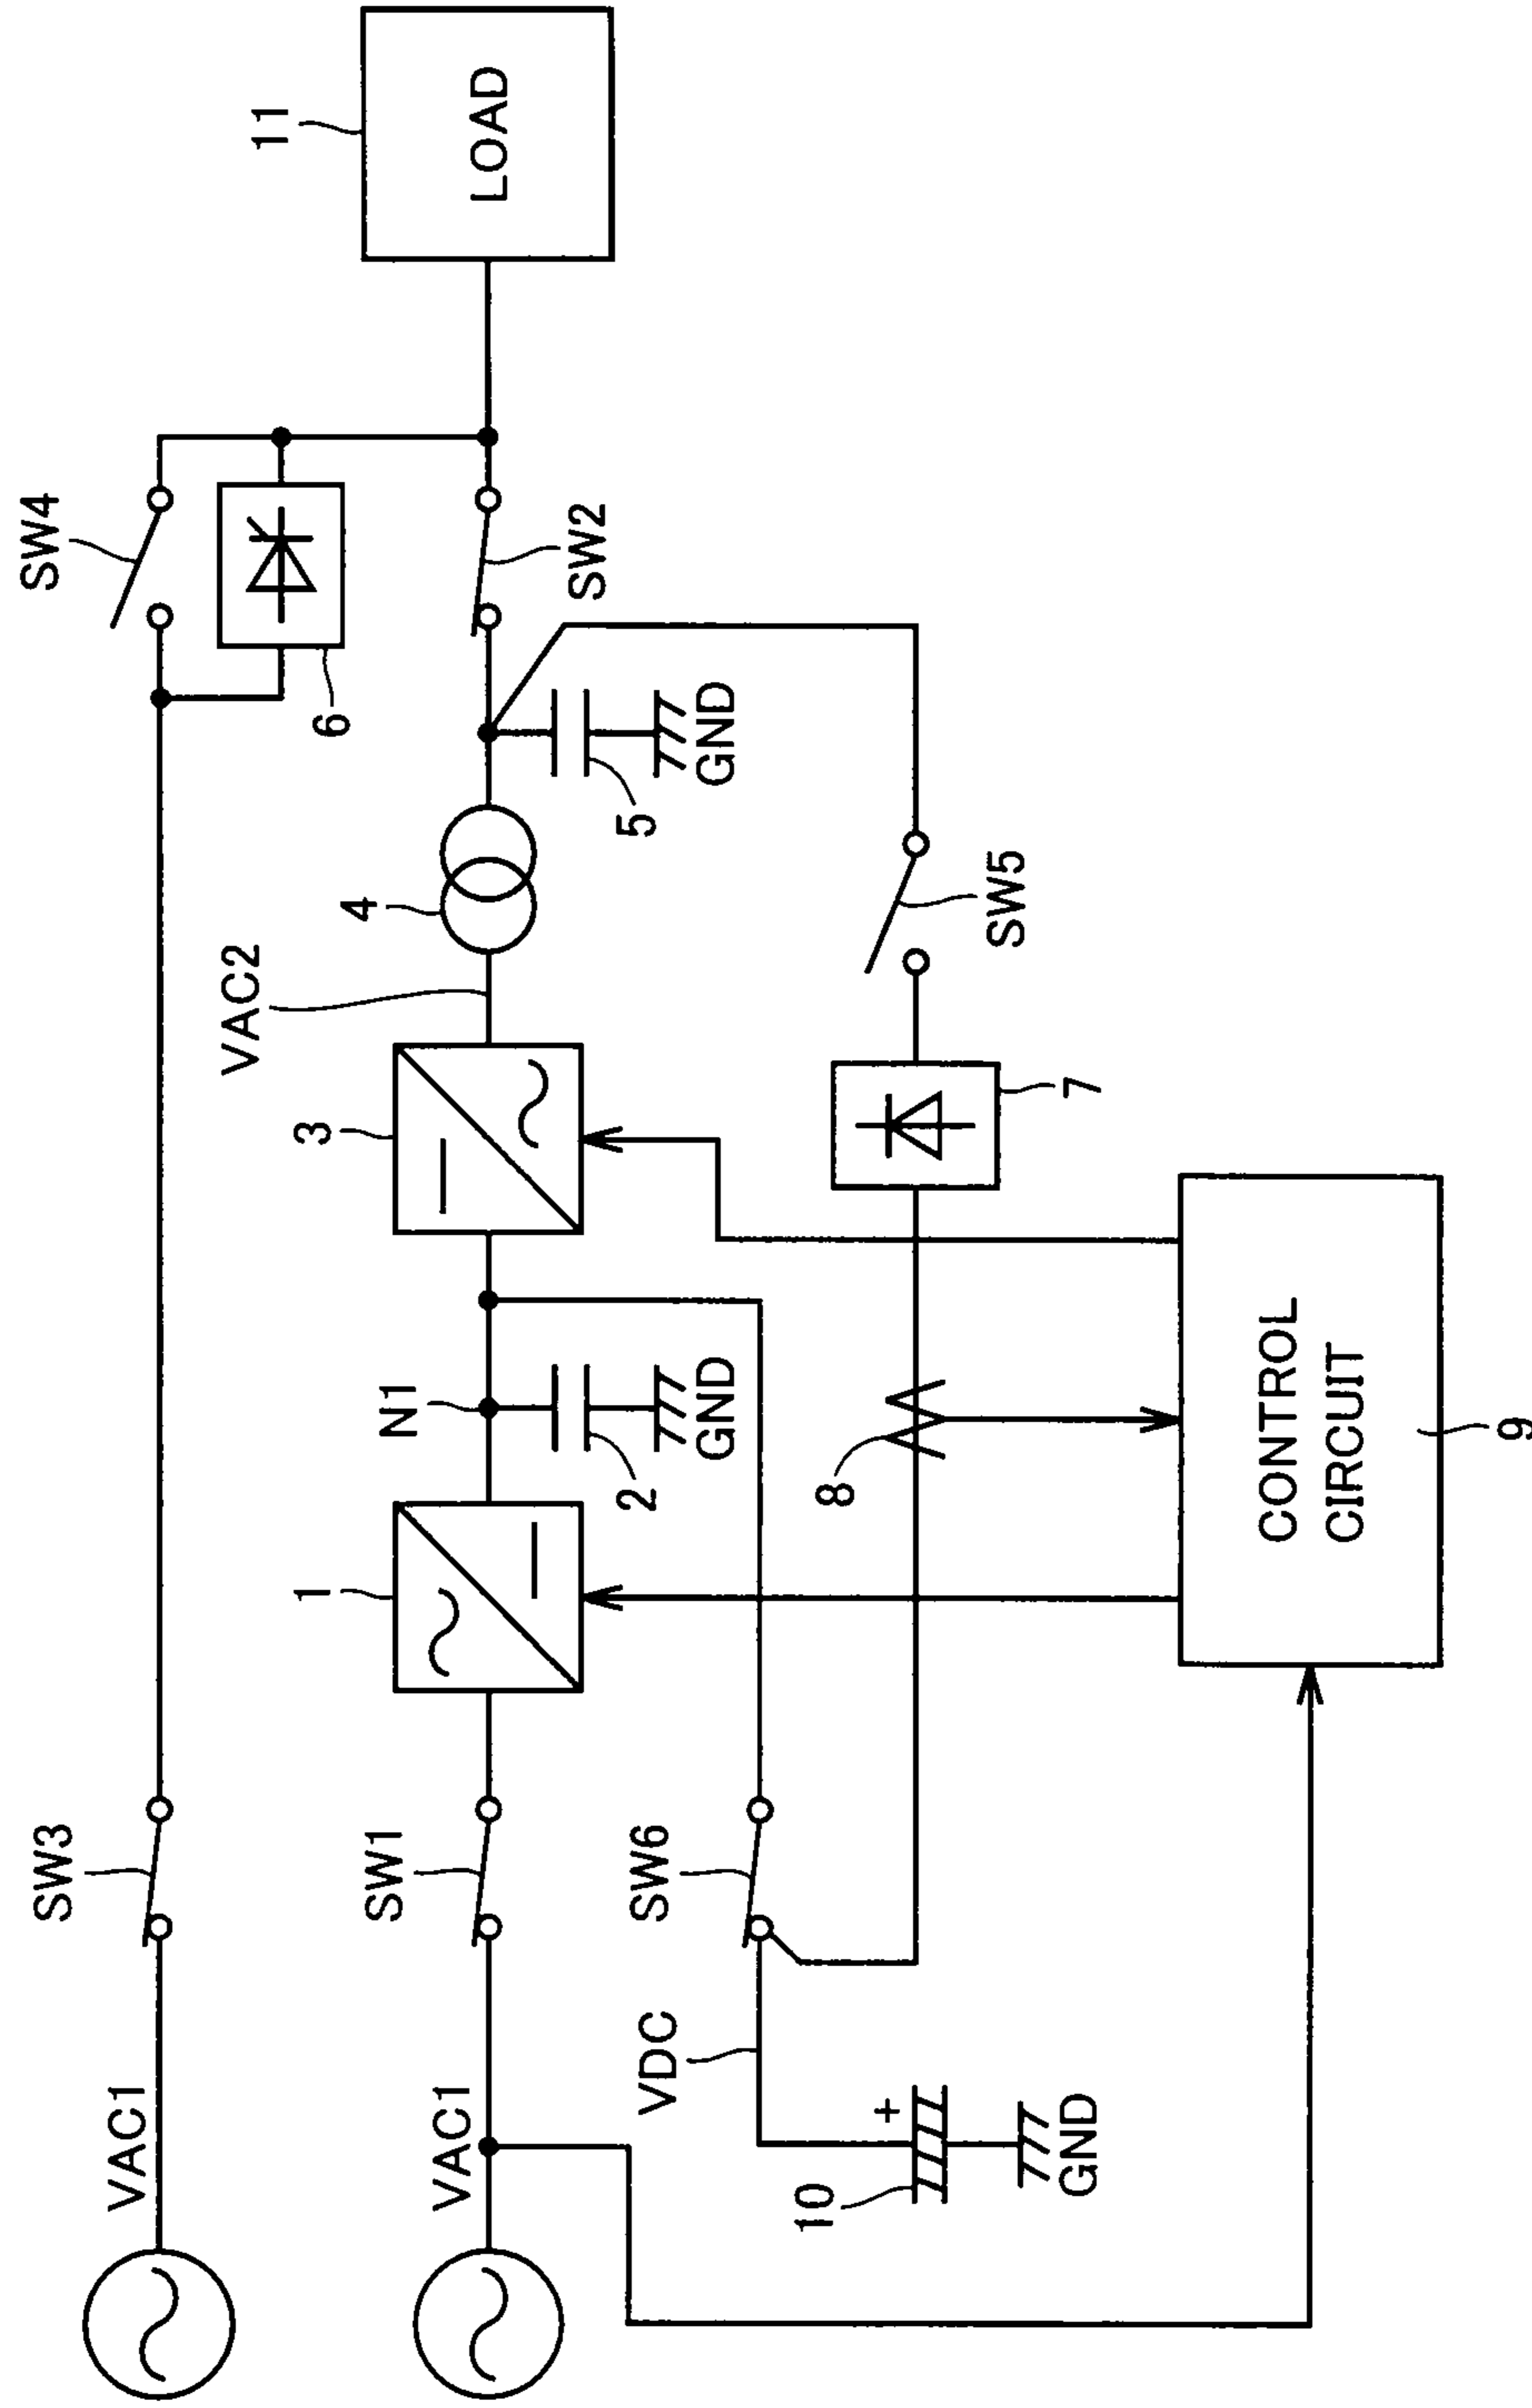 SW4
11
LOAD
6
SW2
VAC2
4
5
GND
3
SW5
7
N1
2
GND
8
1
CONTROL
CIRCUIT
9
SW3
SW1
SW6
VAC1
VAC1
VDC
+
10
GND